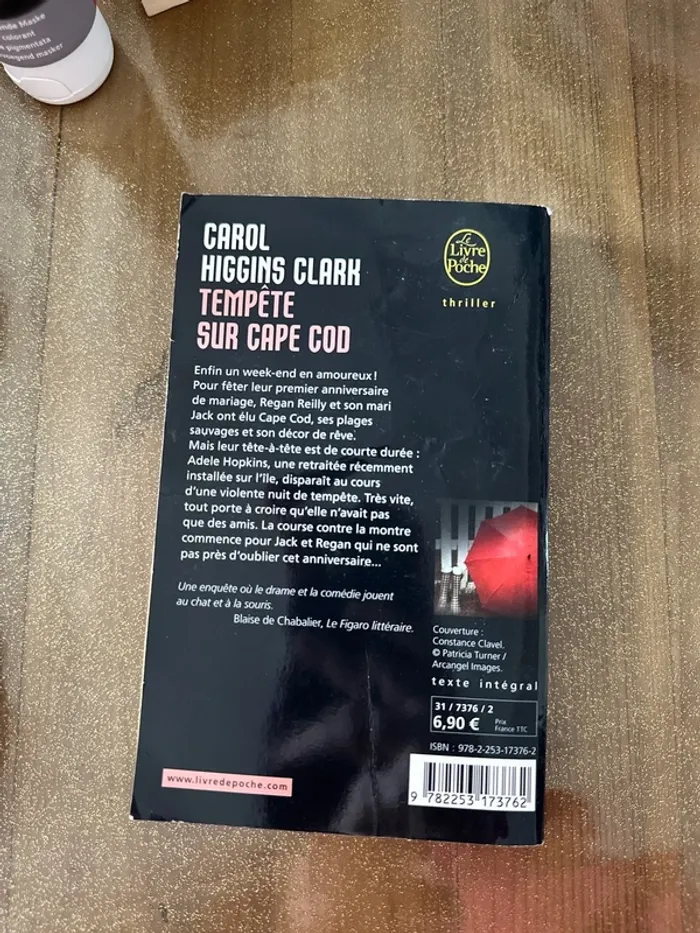 nde Maske
colorant
pigmentata
masker
CAROL
HIGGINS CLARK
TEMPÊTE
SUR CAPE COD
Le
Livre
de
Poche
thriller
Enfin un week-end en amoureux !
Pour fêter leur premier anniversaire
de mariage, Regan Reilly et son mari
Jack ont élu Cape Cod, ses plages
sauvages et son décor de rêve.
Mais leur tête-à-tête est de courte durée :
Adele Hopkins, une retraitée récemment
installée sur l'île, disparaît au cours
d'une violente nuit de tempête. Très vite,
tout porte à croire qu'elle n'avait pas
que des amis. La course contre la montre
commence pour Jack et Regan qui ne sont
pas près d'oublier cet anniversaire...
Une enquête où le drame et la comédie jouent
au chat et à la souris.
Blaise de Chabalier, Le Figaro littéraire.
Couverture :
Constance Clavel.
© Patricia Turner /
Arcangel Images.
texte intégral
31 / 7376 / 2
6,90 €
Prix
France TTC
ISBN : 978-2-253-17376-2
9 782253 173762
www.livredepoche.com